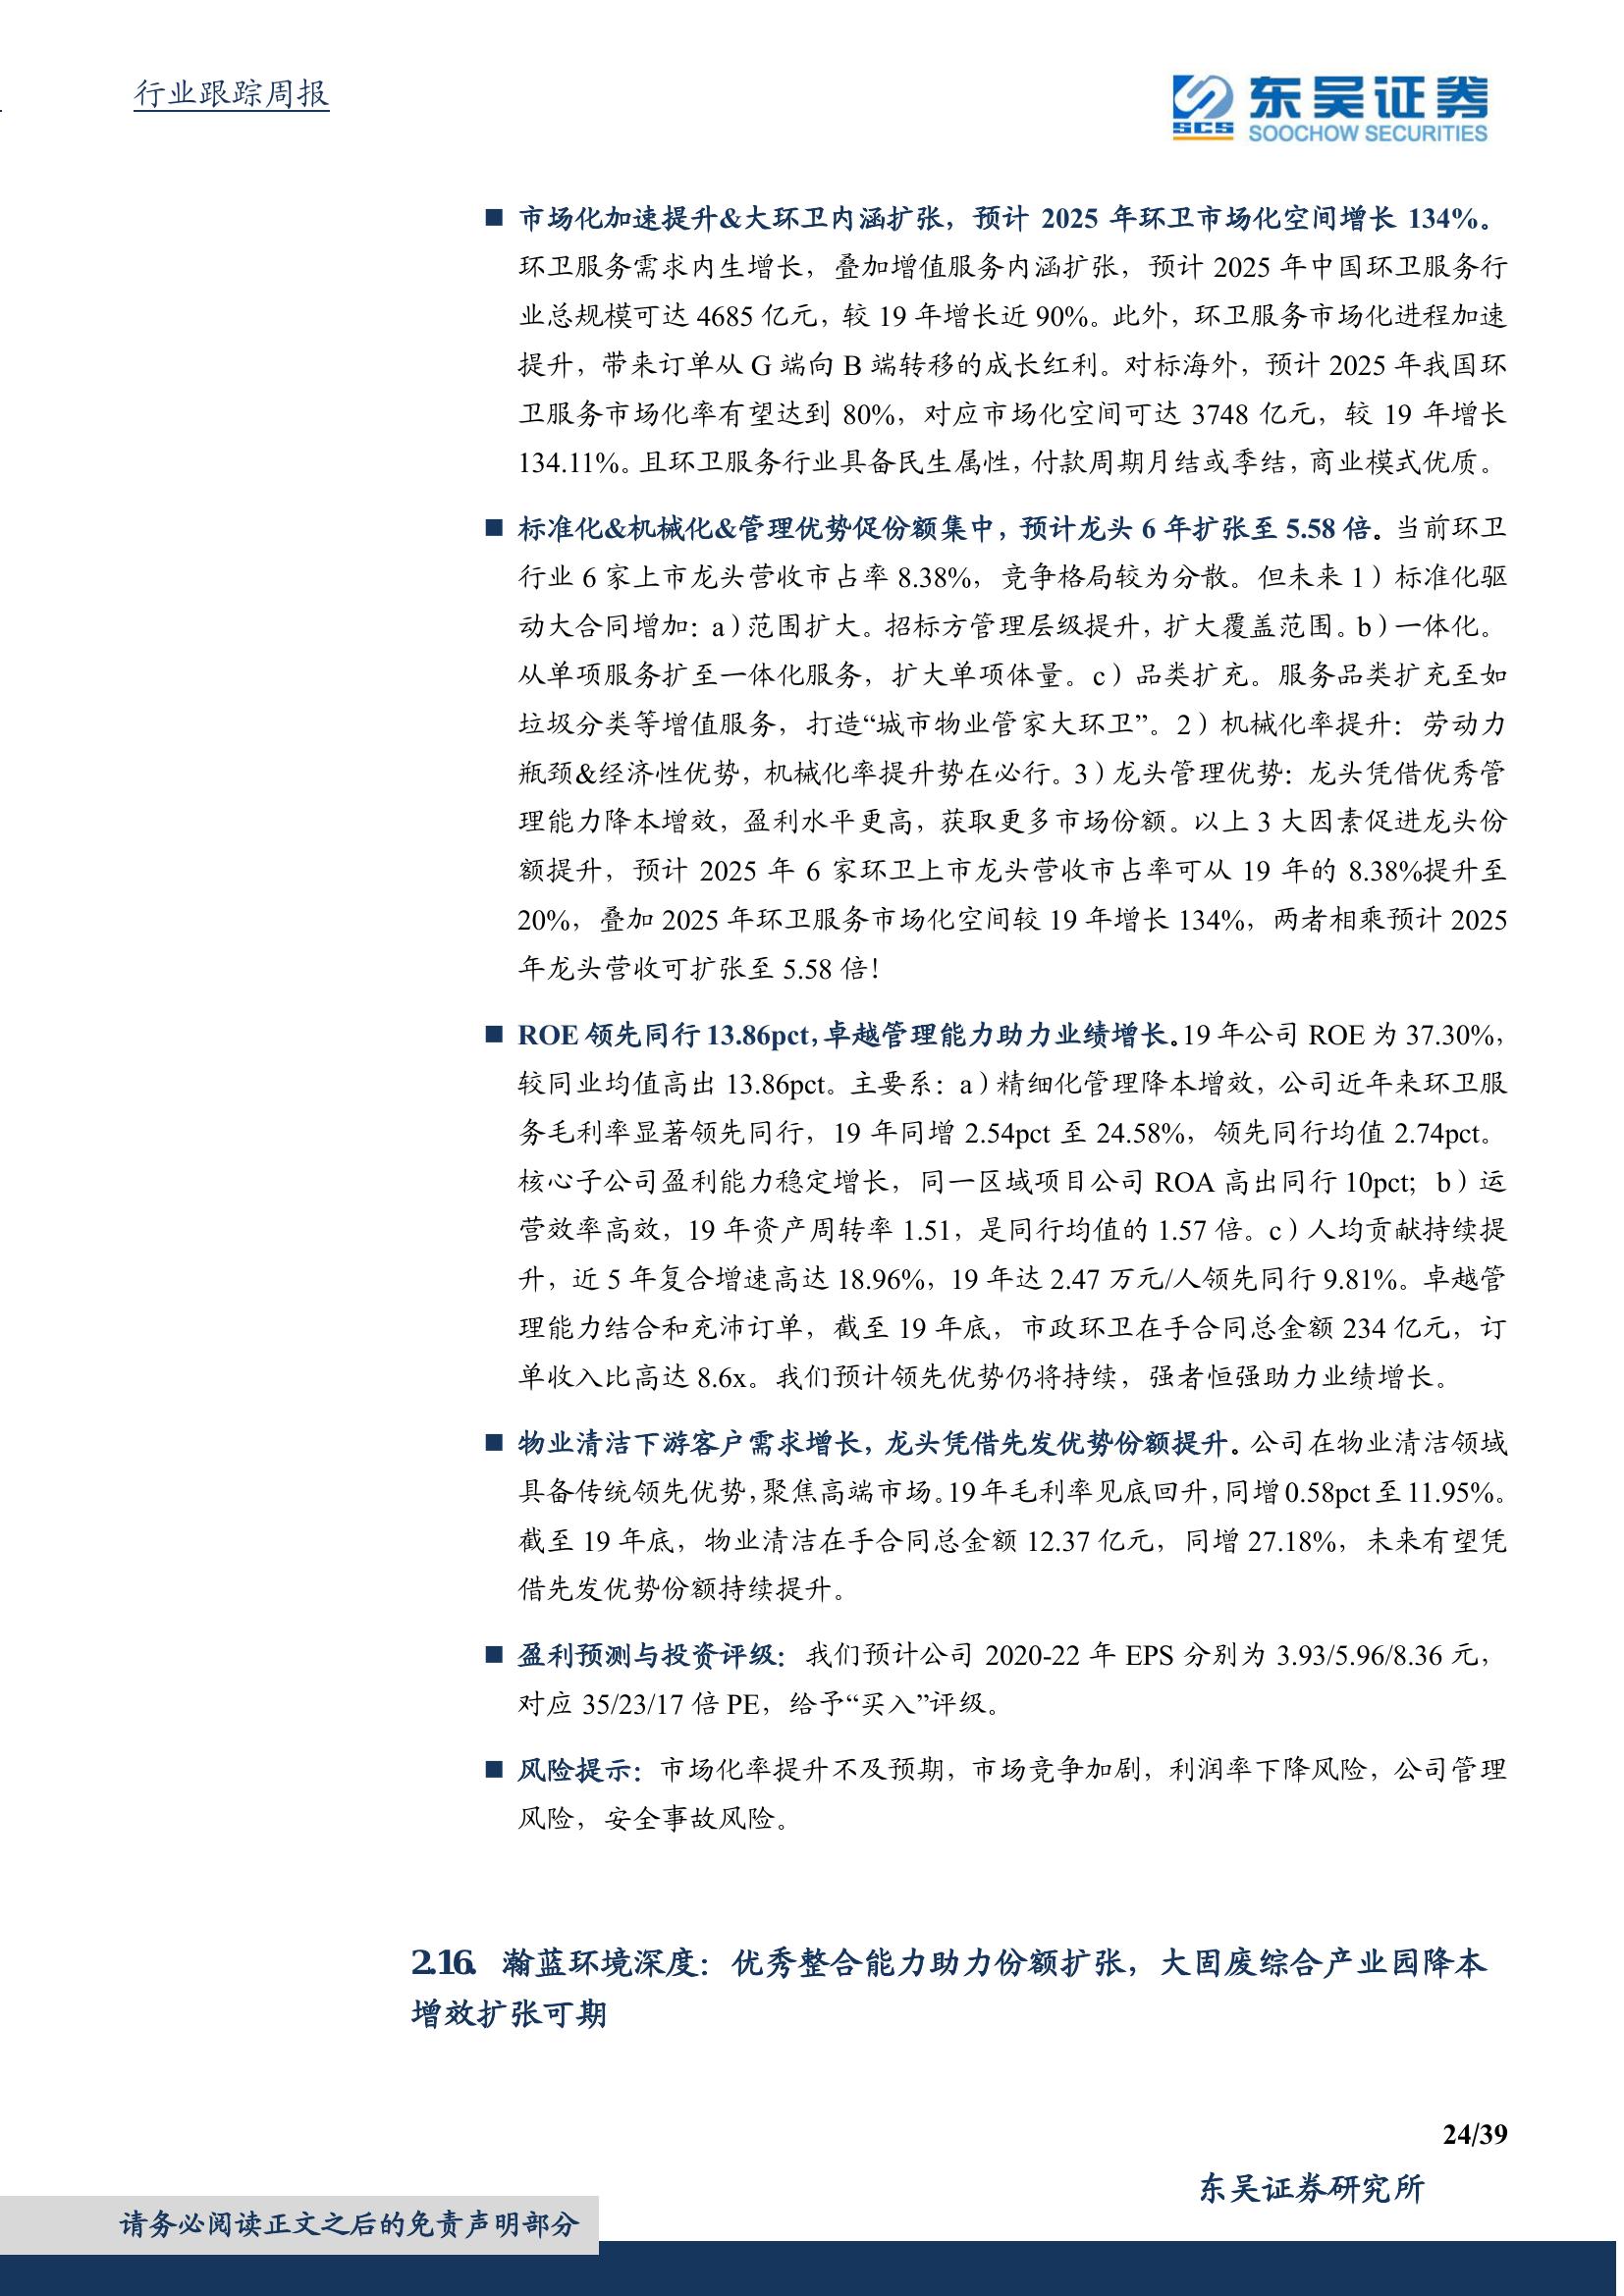 行业跟踪周报
SCS
东吴证券
SOOCHOW SECURITIES
■ 市场化加速提升&大环卫内涵扩张，预计 2025 年环卫市场化空间增长 134%。
环卫服务需求内生增长，叠加增值服务内涵扩张，预计 2025 年中国环卫服务行
业总规模可达 4685 亿元，较 19 年增长近 90%。此外，环卫服务市场化进程加速
提升，带来订单从 G 端向 B 端转移的成长红利。对标海外，预计 2025 年我国环
卫服务市场化率有望达到 80%，对应市场化空间可达 3748 亿元，较 19 年增长
134.11%。且环卫服务行业具备民生属性，付款周期月结或季结，商业模式优质。
■ 标准化&机械化&管理优势促份额集中，预计龙头 6 年扩张至 5.58 倍。当前环卫
行业 6 家上市龙头营收市占率 8.38%，竞争格局较为分散。但未来 1）标准化驱
动大合同增加：a）范围扩大。招标方管理层级提升，扩大覆盖范围。b）一体化。
从单项服务扩至一体化服务，扩大单项体量。c）品类扩充。服务品类扩充至如
垃圾分类等增值服务，打造“城市物业管家大环卫”。2）机械化率提升：劳动力
瓶颈&经济性优势，机械化率提升势在必行。3）龙头管理优势：龙头凭借优秀管
理能力降本增效，盈利水平更高，获取更多市场份额。以上 3 大因素促进龙头份
额提升，预计 2025 年 6 家环卫上市龙头营收市占率可从 19 年的 8.38%提升至
20%，叠加 2025 年环卫服务市场化空间较 19 年增长 134%，两者相乘预计 2025
年龙头营收可扩张至 5.58 倍！
■ ROE 领先同行 13.86pct，卓越管理能力助力业绩增长。19 年公司 ROE 为 37.30%，
较同业均值高出 13.86pct。主要系：a）精细化管理降本增效，公司近年来环卫服
务毛利率显著领先同行，19 年同增 2.54pct 至 24.58%，领先同行均值 2.74pct。
核心子公司盈利能力稳定增长，同一区域项目公司 ROA 高出同行 10pct；b）运
营效率高效，19 年资产周转率 1.51，是同行均值的 1.57 倍。c）人均贡献持续提
升，近 5 年复合增速高达 18.96%，19 年达 2.47 万元/人领先同行 9.81%。卓越管
理能力结合和充沛订单，截至 19 年底，市政环卫在手合同总金额 234 亿元，订
单收入比高达 8.6x。我们预计领先优势仍将持续，强者恒强助力业绩增长。
■ 物业清洁下游客户需求增长，龙头凭借先发优势份额提升。公司在物业清洁领域
具备传统领先优势，聚焦高端市场。19 年毛利率见底回升，同增 0.58pct 至 11.95%。
截至 19 年底，物业清洁在手合同总金额 12.37 亿元，同增 27.18%，未来有望凭
借先发优势份额持续提升。
■ 盈利预测与投资评级：我们预计公司 2020-22 年 EPS 分别为 3.93/5.96/8.36 元，
对应 35/23/17 倍 PE，给予“买入”评级。
■ 风险提示：市场化率提升不及预期，市场竞争加剧，利润率下降风险，公司管理
风险，安全事故风险。
2.16. 瀚蓝环境深度：优秀整合能力助力份额扩张，大固废综合产业园降本
增效扩张可期
24/39
东吴证券研究所
请务必阅读正文之后的免责声明部分